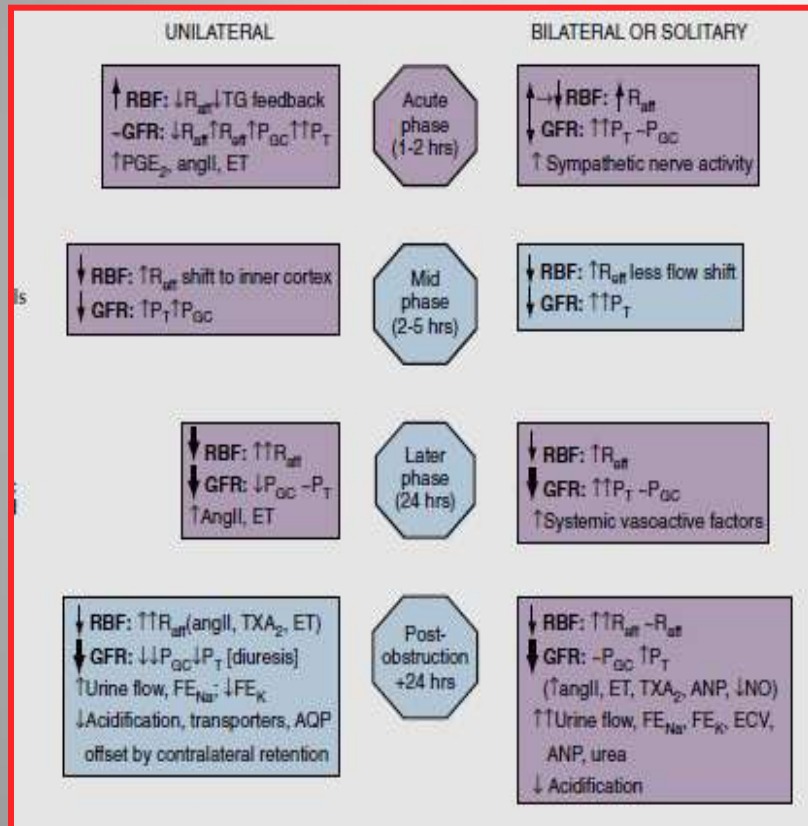 UNILATERAL
BILATERAL OR SOLITARY
↑ RBF: ↓Raff↓TG feedback
~GFR: ↓Raff↑Reff↑PGC↑↑PT
↑PGE2, angII, ET
Acute
phase
(1-2 hrs)
↑→↓RBF: ↑Raff
↓ GFR: ↑↑PT ~PGC
↑ Sympathetic nerve activity
↓ RBF: ↑Raff shift to inner cortex
↓ GFR: ↑PT↑PGC
Mid
phase
(2-5 hrs)
↓ RBF: ↑Raff less flow shift
↓ GFR: ↑↑PT
ls
↓ RBF: ↑↑Raff
↓ GFR: ↓PGC ~PT
↑AngII, ET
Later
phase
(24 hrs)
↓ RBF: ↑Raff
↓ GFR: ↑↑PT ~PGC
↑Systemic vasoactive factors
↓ RBF: ↑↑Raff(angII, TXA2, ET)
↓ GFR: ↓↓PGC↓PT [diuresis]
↑Urine flow, FENa; ↓FEK
↓Acidification, transporters, AQP
offset by contralateral retention
Post-
obstruction
+24 hrs
↓ RBF: ↑↑Raff ~Raff
↓ GFR: ~PGC ↑PT
(↑angII, ET, TXA2, ANP, ↓NO)
↑↑Urine flow, FENa, FEK, ECV,
ANP, urea
↓ Acidification